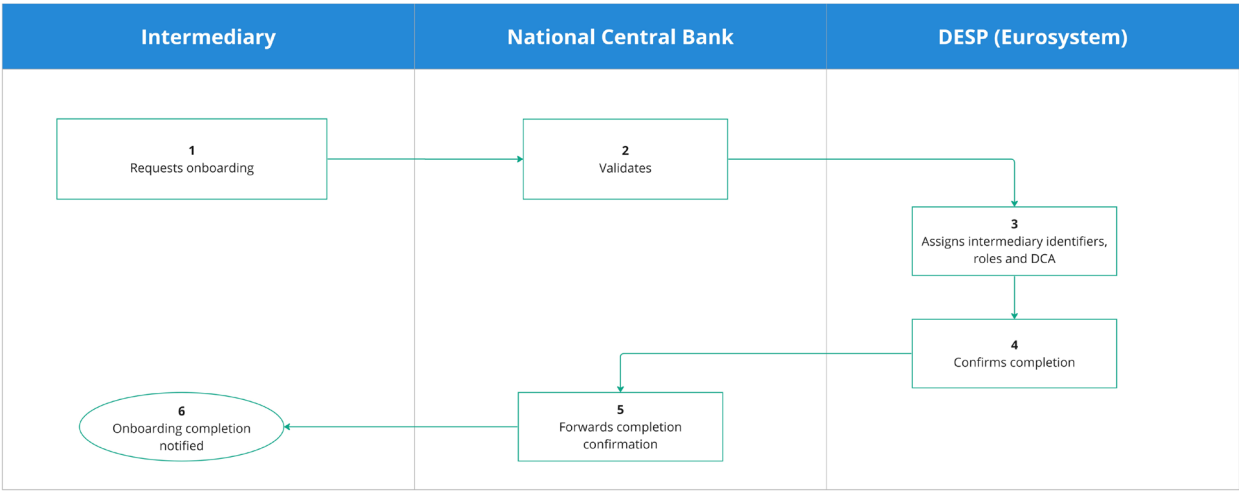 Intermediary
National Central Bank
DESP (Eurosystem)
1
Requests onboarding
2
Validates
3
Assigns intermediary identifiers,
roles and DCA
4
Confirms completion
5
Forwards completion
confirmation
6
Onboarding completion
notified